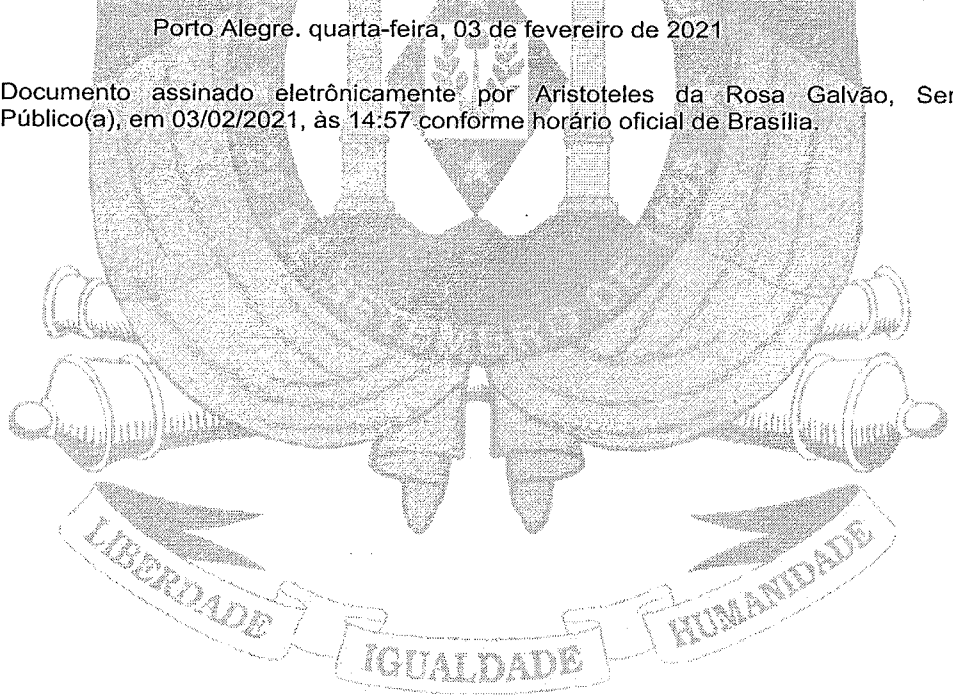 Porto Alegre. quarta-feira, 03 de fevereiro de 2021
Documento assinado eletrônicamente por Aristoteles da Rosa Galvão,
Público(a), em 03/02/2021, às 14:57 conforme horário oficial de Brasília.
LIBERDADE
IGUALDADE
HUMANIDADE